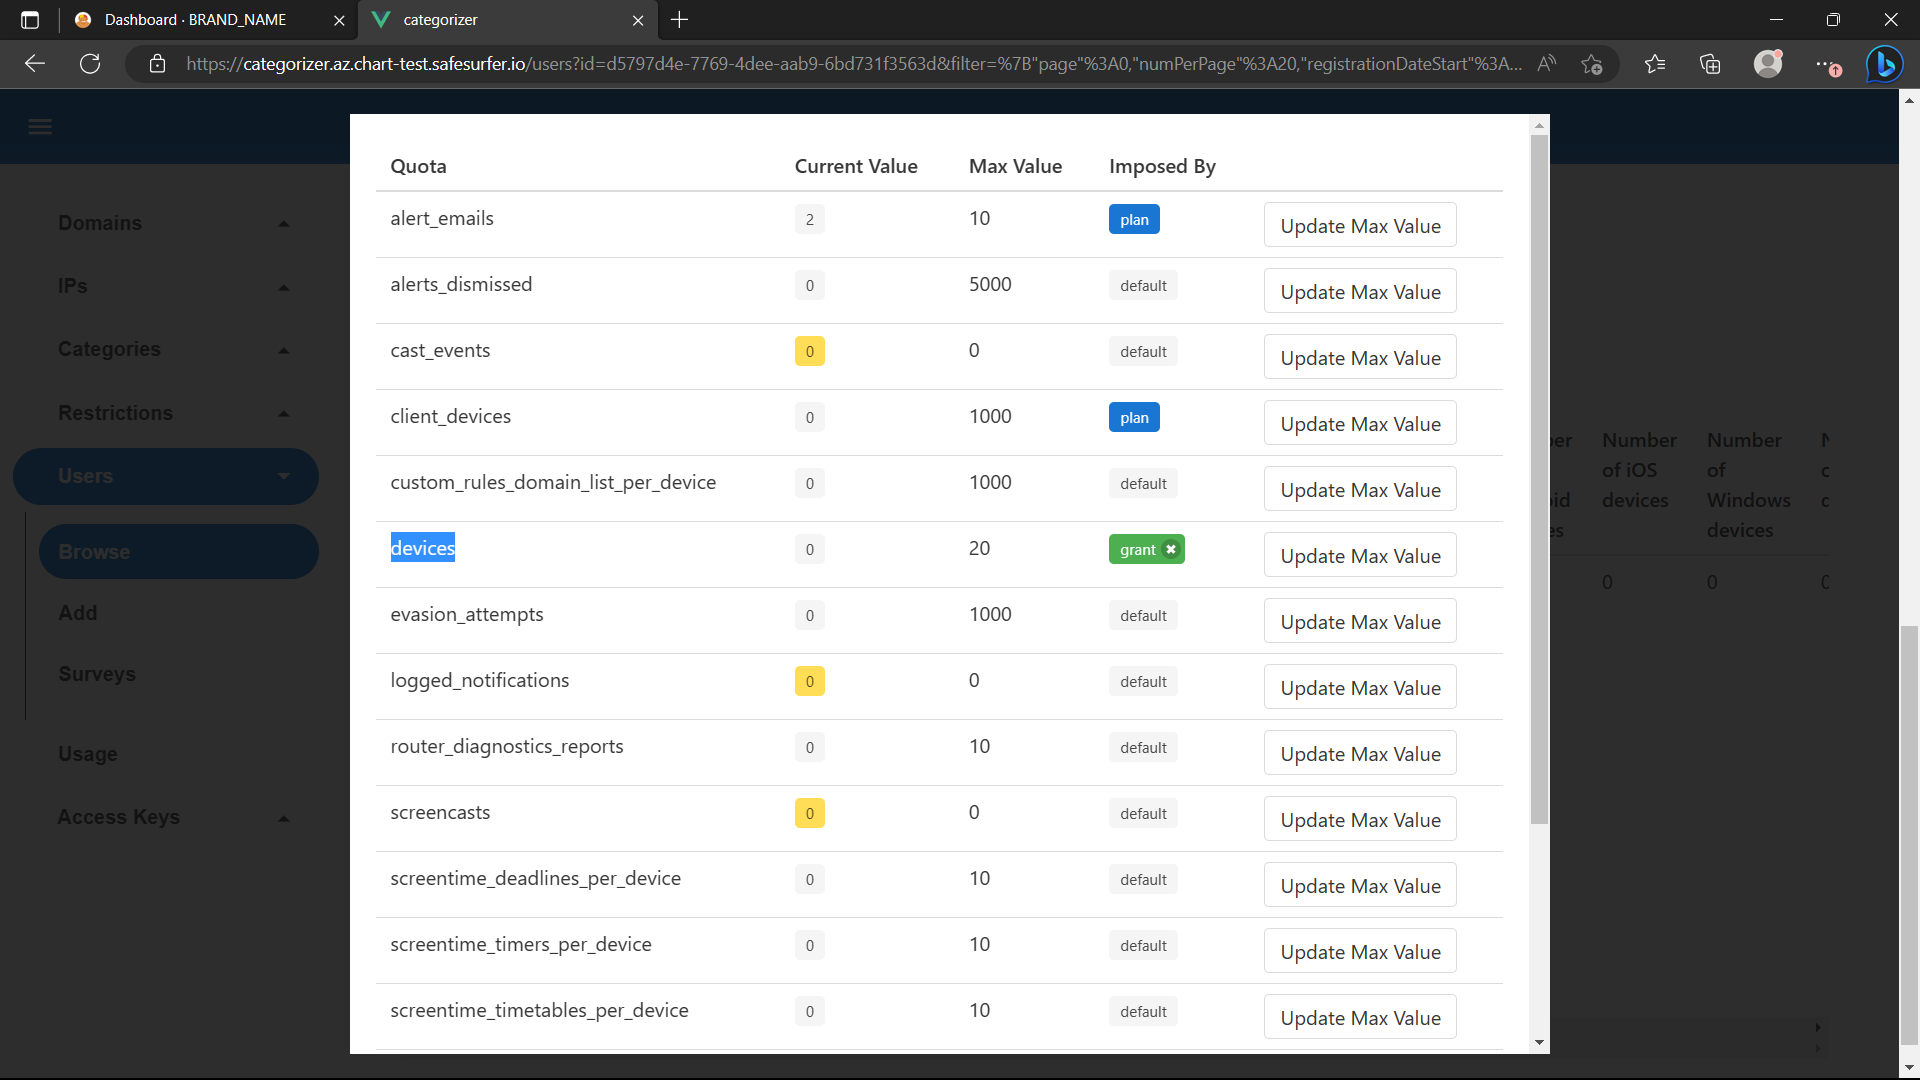 Dashboard · BRAND_NAME
categorizer
https://categorizer.az.chart-test.safesurfer.io/users?id=d5797d4e-7769-4dee-aab9-6bd731f3563d&filter=%7B"page"%3A0,"numPerPage"%3A20,"registrationDateStart"%3A...
Domains
IPs
Categories
Restrictions
Users
Browse
Add
Surveys
Usage
Access Keys
Quota Current Value Max Value Imposed By
alert_emails 2 10 plan Update Max Value
alerts_dismissed 0 5000 default Update Max Value
cast_events 0 0 default Update Max Value
client_devices 0 1000 plan Update Max Value
custom_rules_domain_list_per_device 0 1000 default Update Max Value
devices 0 20 grant Update Max Value
evasion_attempts 0 1000 default Update Max Value
logged_notifications 0 0 default Update Max Value
router_diagnostics_reports 0 10 default Update Max Value
screencasts 0 0 default Update Max Value
screentime_deadlines_per_device 0 10 default Update Max Value
screentime_timers_per_device 0 10 default Update Max Value
screentime_timetables_per_device 0 10 default Update Max Value
Number of iOS devices
Number of Windows devices
0 0